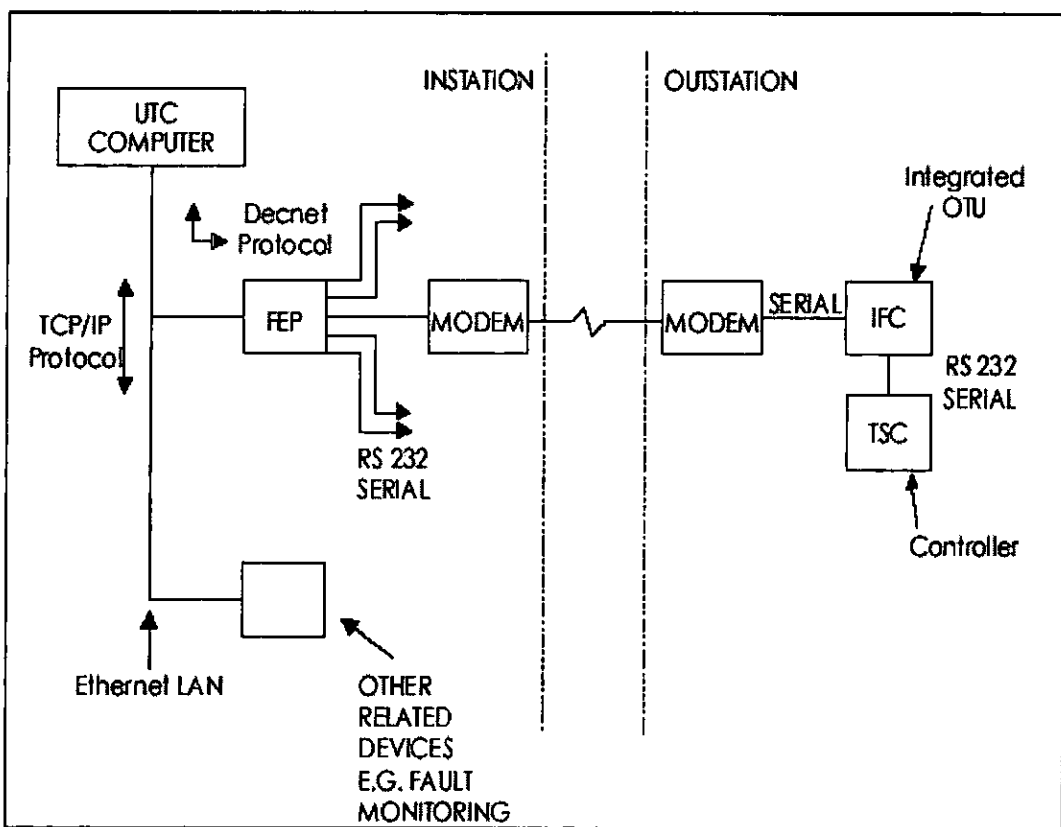 INSTATION
OUTSTATION
UTC
COMPUTER
Integrated
OTU
Decnet
Protocol
TCP/IP
Protocol
FEP
MODEM
MODEM
SERIAL
IFC
RS 232
SERIAL
TSC
RS 232
SERIAL
Controller
Ethernet LAN
OTHER
RELATED
DEVICES
E.G. FAULT
MONITORING